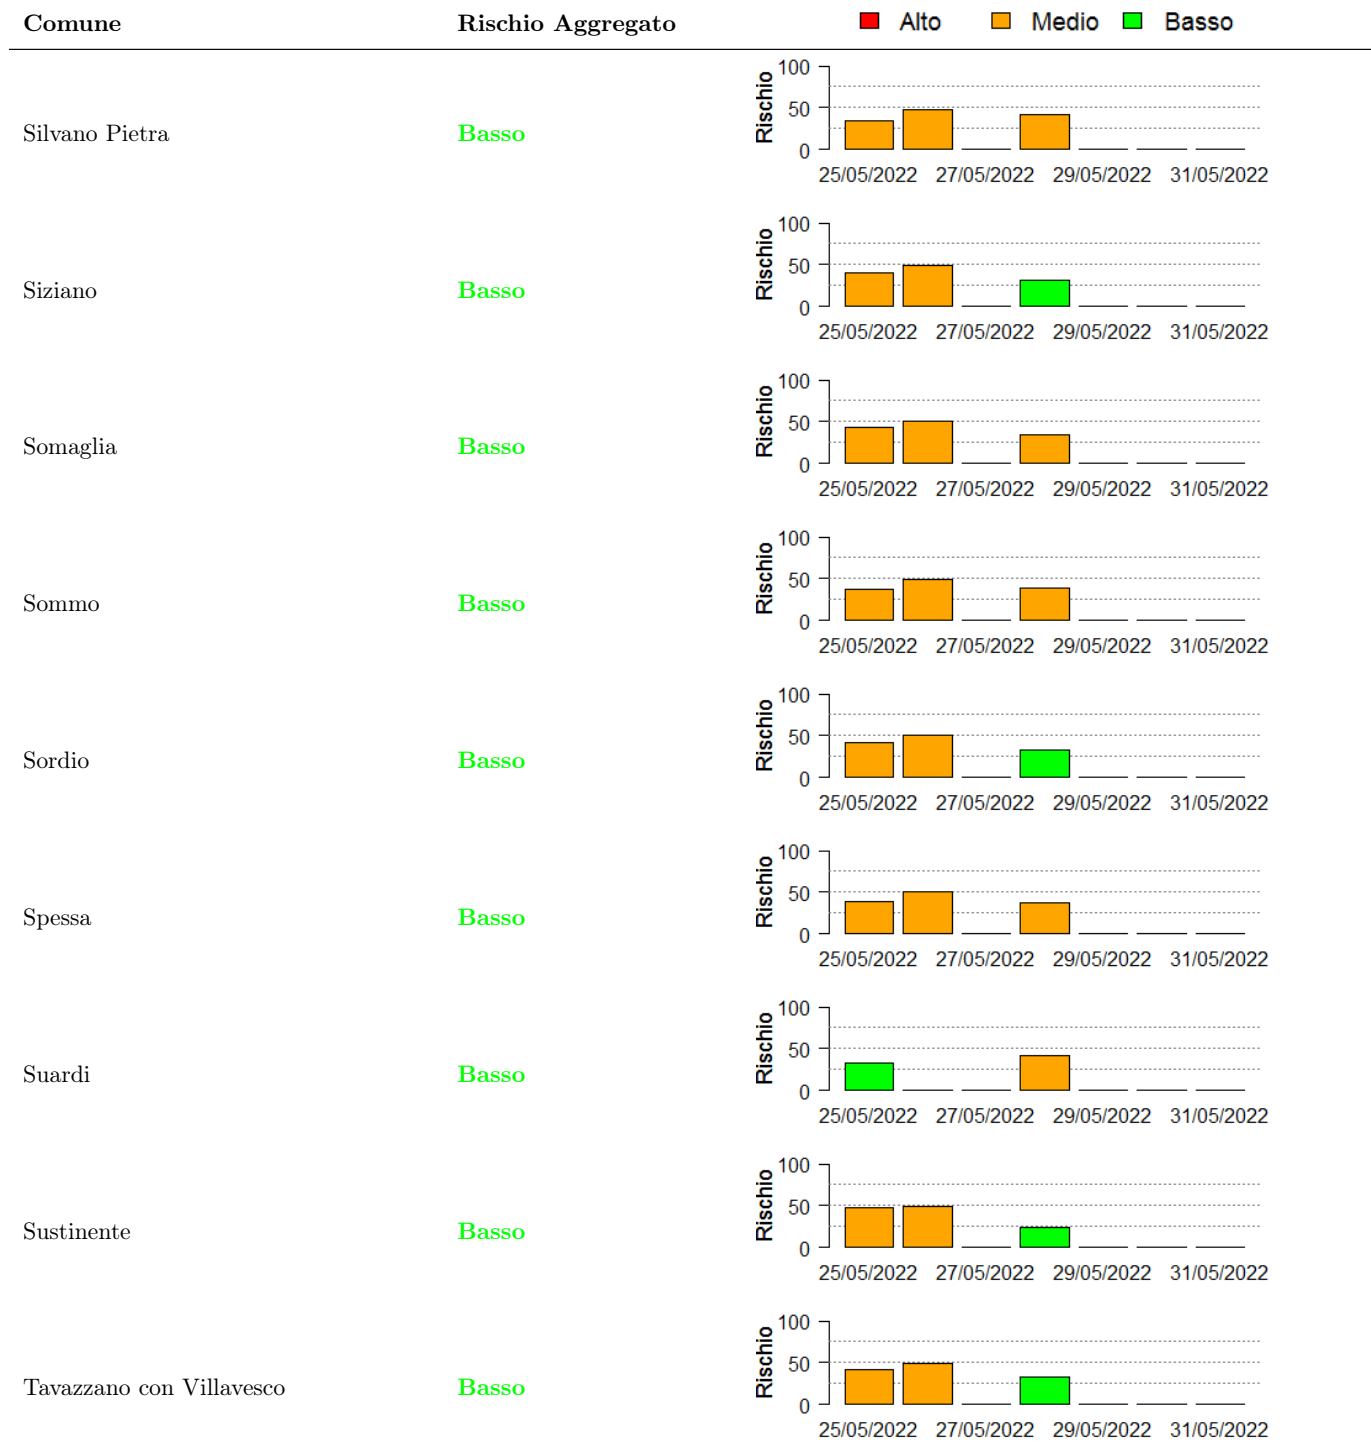 Comune Rischio Aggregato Alto Medio Basso
100
50
0
Rischio
Silvano Pietra Basso
25/05/2022 27/05/2022 29/05/2022 31/05/2022
100
50
0
Rischio
Siziano Basso
25/05/2022 27/05/2022 29/05/2022 31/05/2022
100
50
0
Rischio
Somaglia Basso
25/05/2022 27/05/2022 29/05/2022 31/05/2022
100
50
0
Rischio
Sommo Basso
25/05/2022 27/05/2022 29/05/2022 31/05/2022
100
50
0
Rischio
Sordio Basso
25/05/2022 27/05/2022 29/05/2022 31/05/2022
100
50
0
Rischio
Spessa Basso
25/05/2022 27/05/2022 29/05/2022 31/05/2022
100
50
0
Rischio
Suardi Basso
25/05/2022 27/05/2022 29/05/2022 31/05/2022
100
50
0
Rischio
Sustinente Basso
25/05/2022 27/05/2022 29/05/2022 31/05/2022
100
50
0
Rischio
Tavazzano con Villavesco Basso
25/05/2022 27/05/2022 29/05/2022 31/05/2022